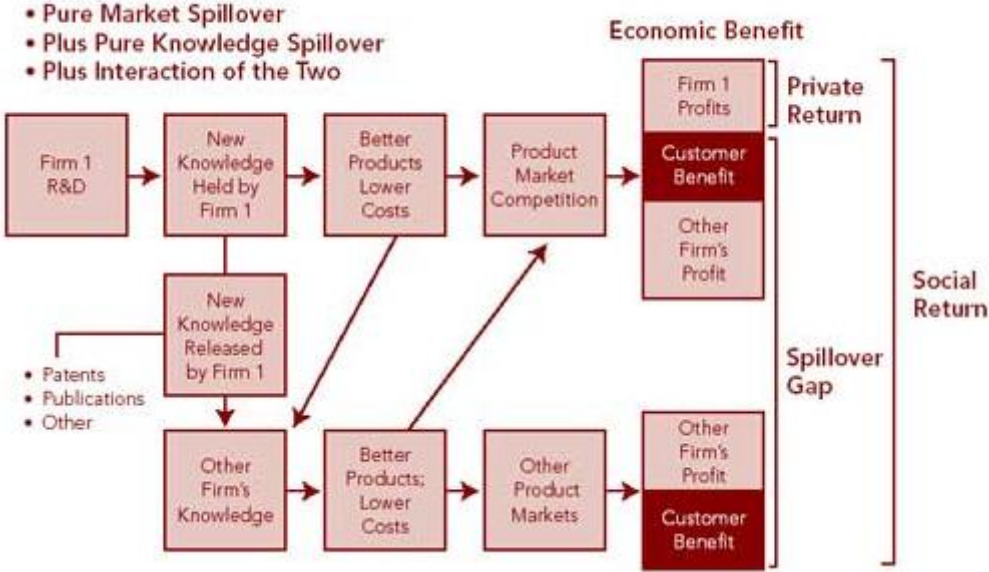 • Pure Market Spillover
• Plus Pure Knowledge Spillover
• Plus Interaction of the Two
Economic Benefit
Firm 1
R&D
New
Knowledge
Held by
Firm 1
Better
Products
Lower
Costs
Product
Market
Competition
Firm 1
Profits
Customer
Benefit
Other
Firm's
Profit
Private
Return
New
Knowledge
Released
by Firm 1
• Patents
• Publications
• Other
Other
Firm's
Knowledge
Better
Products;
Lower
Costs
Other
Product
Markets
Other
Firm's
Profit
Customer
Benefit
Spillover
Gap
Social
Return